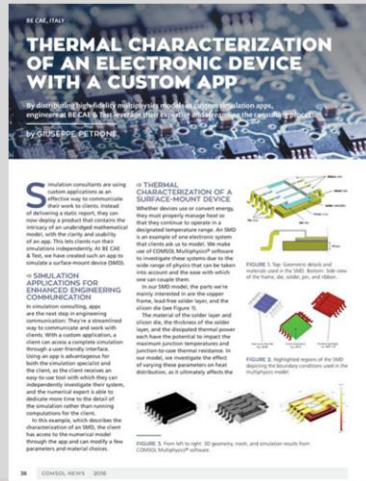 BE CAE, ITALY
THERMAL CHARACTERIZATION
OF AN ELECTRONIC DEVICE
WITH A CUSTOM APP
By distributing high-fidelity multiphysics models as custom simulation apps,
engineers at BE CAE & Test leverage their expertise and streamline the consulting process.
by GIUSEPPE PETRONE
Simulation consultants are using
custom applications as an
effective way to communicate
their work to clients. Instead
of delivering a static report, they can
now deploy a product that contains the
intricacy of an unabridged mathematical
model, with the clarity and usability
of an app. This lets clients run their
simulations independently. At BE CAE
& Test, we have created such an app to
simulate a surface-mount device (SMD).
⇨ SIMULATION
APPLICATIONS FOR
ENHANCED ENGINEERING
COMMUNICATION
In simulation consulting, apps
are the next step in engineering
communication: They're a streamlined
way to communicate and work with
clients. With a custom application, a
client can access a complete simulation
through a user-friendly interface.
Using an app is advantageous for
both the simulation specialist and
the client, as the client receives an
easy-to-use tool with which they can
independently investigate their system,
and the numerical expert is able to
dedicate more time to the detail of
the simulation rather than running
computations for the client.
In this example, which describes the
characterization of an SMD, the client
has access to the numerical model
through the app and can modify a few
parameters and material choices.
⇨ THERMAL
CHARACTERIZATION OF A
SURFACE-MOUNT DEVICE
Whether devices use or convert energy,
they must properly manage heat so
that they continue to operate in a
designated temperature range. An SMD
is an example of one electronic system
that clients ask us to model. We make
use of COMSOL Multiphysics® software
to investigate these systems due to the
wide range of physics that can be taken
into account and the ease with which
one can couple them.
In our SMD model, the parts we're
mainly interested in are the copper
frame, lead-free solder layer, and the
silicon die (see Figure 1).
The material of the solder layer and
silicon die, the thickness of the solder
layer, and the dissipated thermal power
each have the potential to impact the
maximum junction temperatures and
junction-to-case thermal resistance. In
our model, we investigate the effect
of varying these parameters on heat
distribution, as it ultimately affects the
FIGURE 1. Top: Geometric details and
materials used in the SMD. Bottom: Side view
of the frame, die, solder, pin, and ribbon.
FIGURE 2. Highlighted regions of the SMD
depicting the boundary conditions used in the
multiphysics model.
FIGURE 3. From left to right: 3D geometry, mesh, and simulation results from
COMSOL Multiphysics® software.
38 COMSOL NEWS 2016